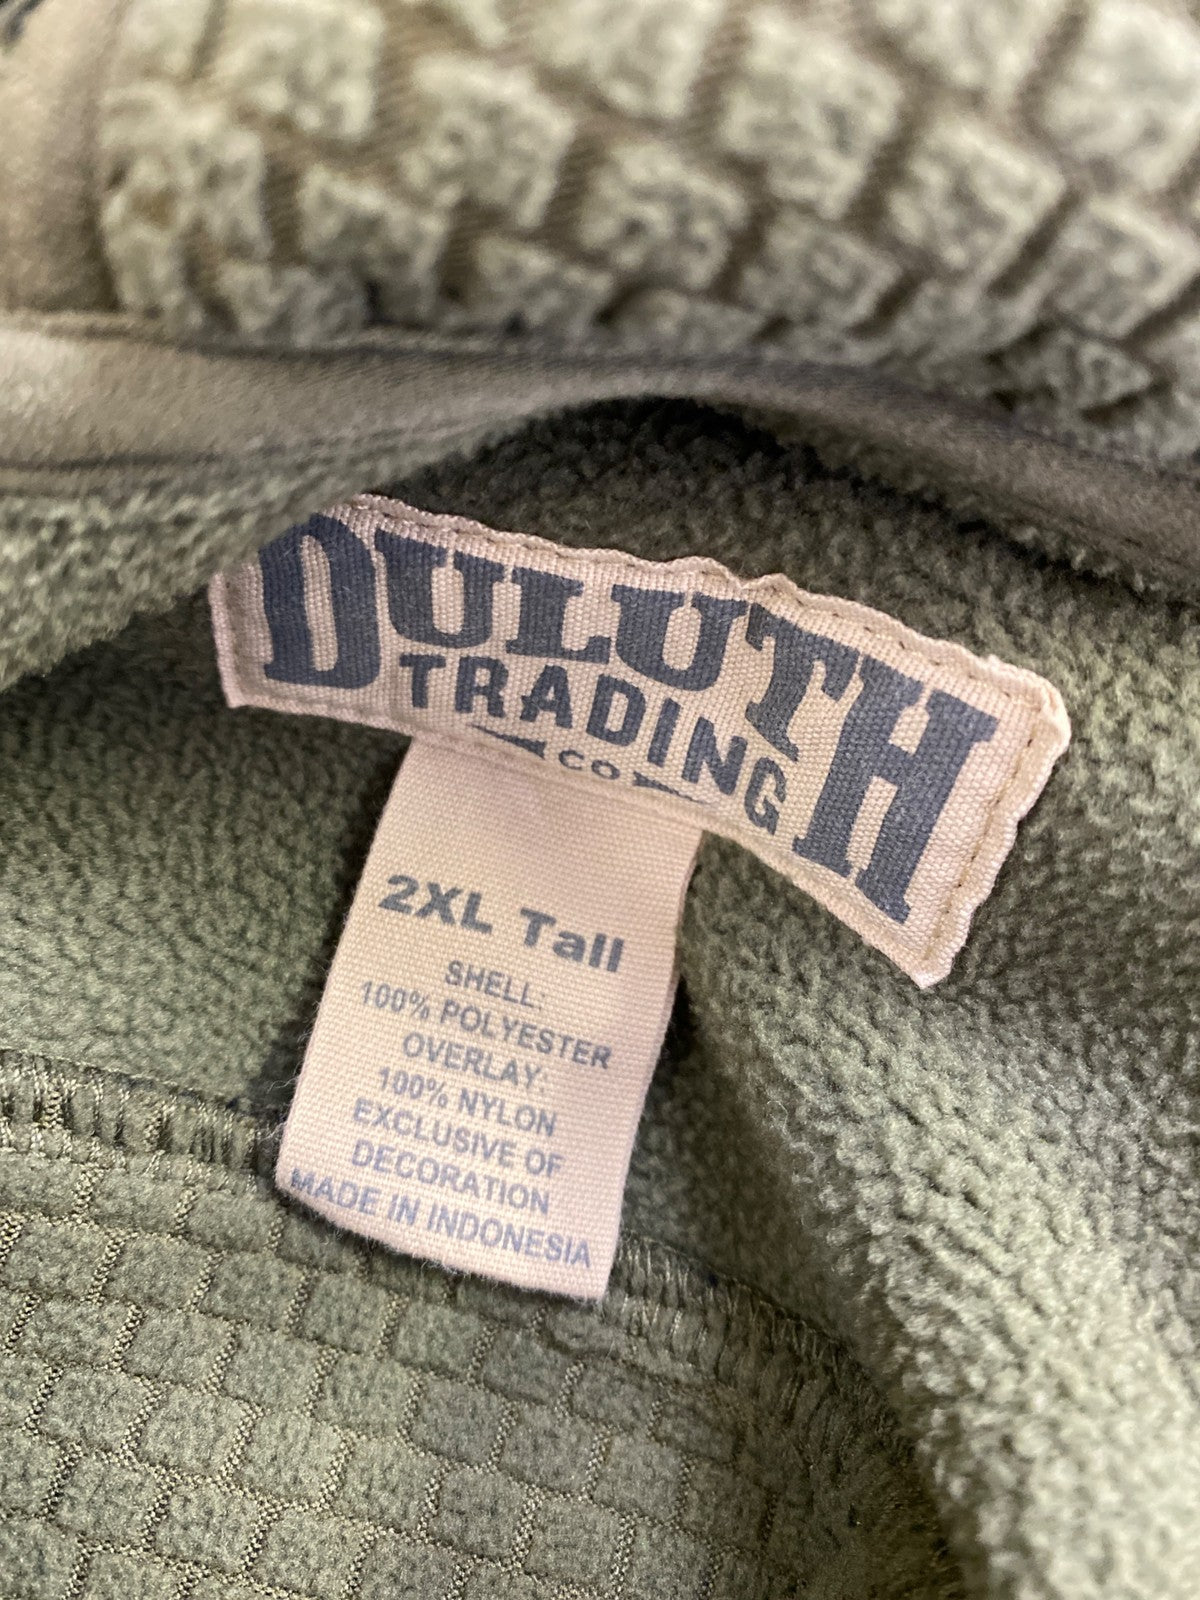 DULUTH
TRADING
CO
2XL Tall
SHELL:
100% POLYESTER
OVERLAY:
100% NYLON
EXCLUSIVE OF
DECORATION
MADE IN INDONESIA